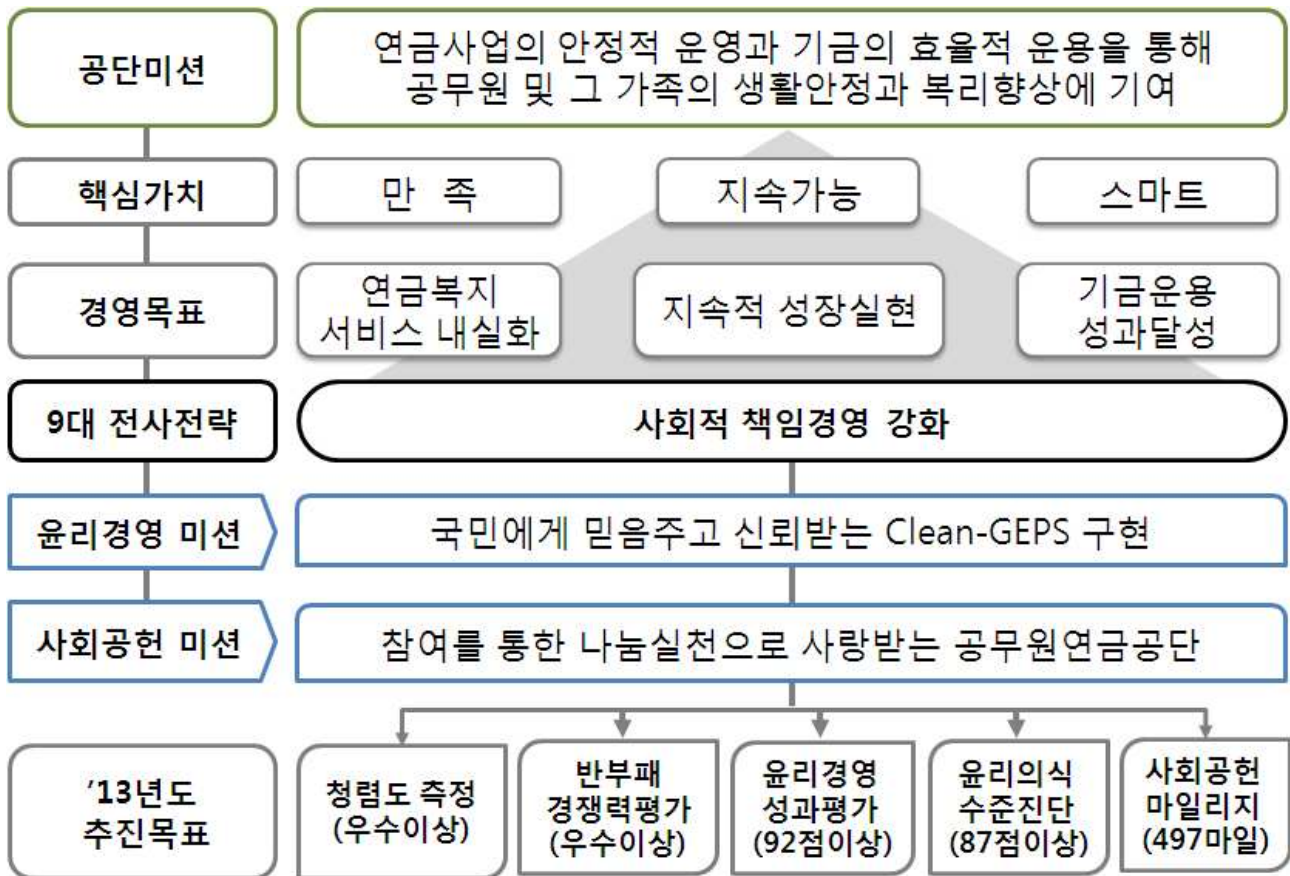 공단미션
연금사업의 안정적 운영과 기금의 효율적 운용을 통해
공무원 및 그 가족의 생활안정과 복리향상에 기여
핵심가치
만 족
지속가능
스마트
경영목표
연금복지
서비스 내실화
지속적 성장실현
기금운용
성과달성
9대 전사전략
사회적 책임경영 강화
윤리경영 미션
국민에게 믿음주고 신뢰받는 Clean-GEPS 구현
사회공헌 미션
참여를 통한 나눔실천으로 사랑받는 공무원연금공단
'13년도
추진목표
청렴도 측정
(우수이상)
반부패
경쟁력평가
(우수이상)
윤리경영
성과평가
(92점이상)
윤리의식
수준진단
(87점이상)
사회공헌
마일리지
(497마일)